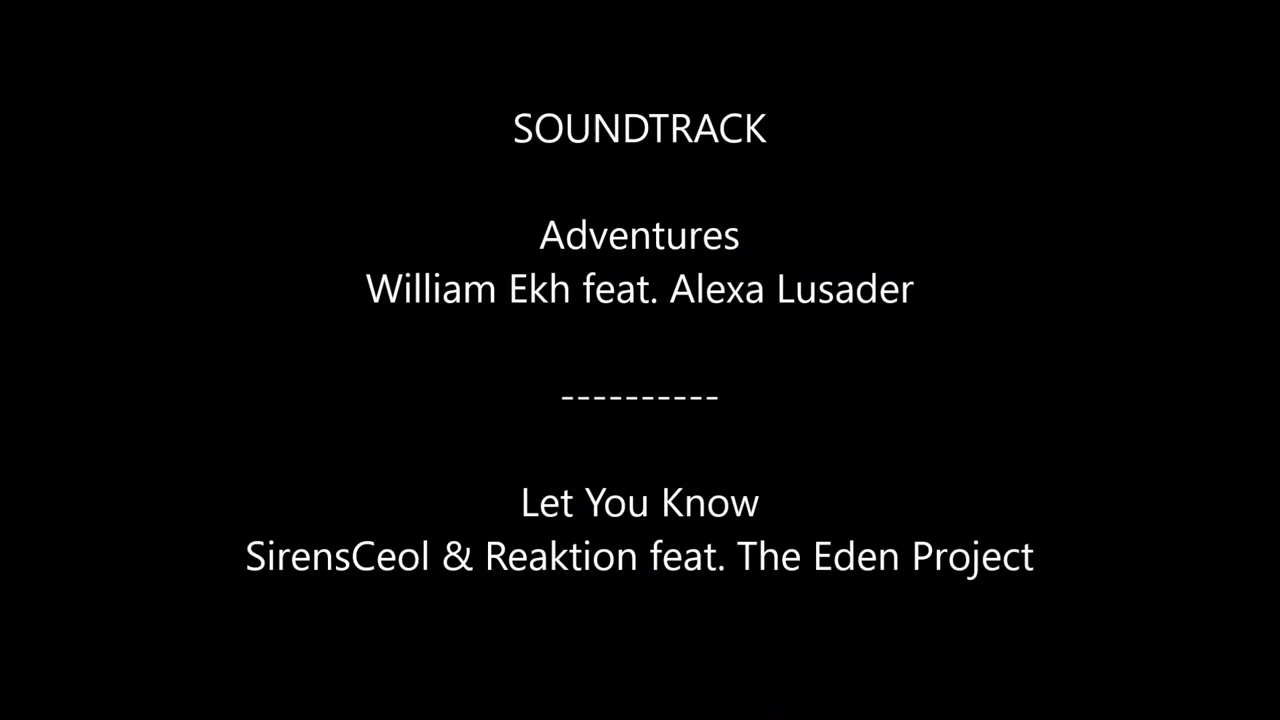 SOUNDTRACK
Adventures
William Ekh feat. Alexa Lusader
----------
Let You Know
SirensCeol & Reaktion feat. The Eden Project